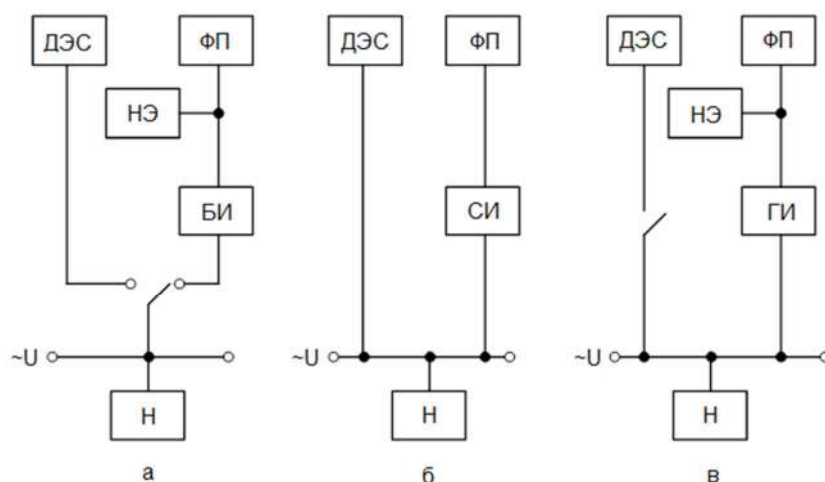 ДЭС ФП ДЭС ФП ДЭС ФП
НЭ НЭ
БИ СИ ГИ
~U ~U ~U
Н Н Н
а б в